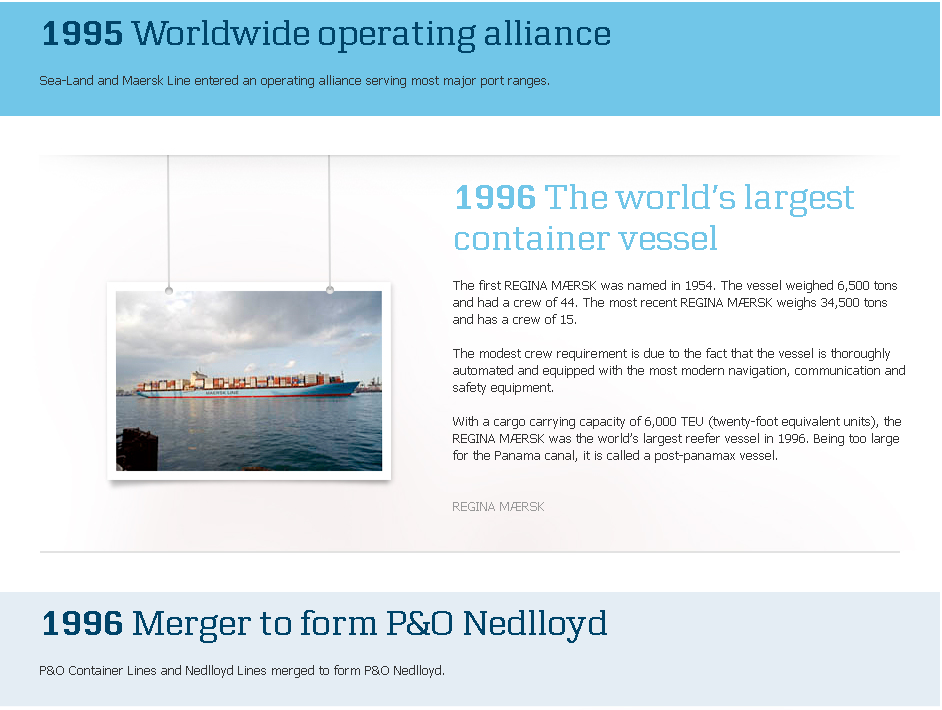 1995 Worldwide operating alliance
Sea-Land and Maersk Line entered an operating alliance serving most major port ranges.
1996 The world's largest
container vessel
The first REGINA MÆRSK was named in 1954. The vessel weighed 6,500 tons
and had a crew of 44. The most recent REGINA MÆRSK weighs 34,500 tons
and has a crew of 15.
The modest crew requirement is due to the fact that the vessel is thoroughly
automated and equipped with the most modern navigation, communication and
safety equipment.
With a cargo carrying capacity of 6,000 TEU (twenty-foot equivalent units), the
REGINA MÆRSK was the world's largest reefer vessel in 1996. Being too large
for the Panama canal, it is called a post-panamax vessel.
MAERSK LINE
REGINA MÆRSK
1996 Merger to form P&O Nedlloyd
P&O Container Lines and Nedlloyd Lines merged to form P&O Nedlloyd.